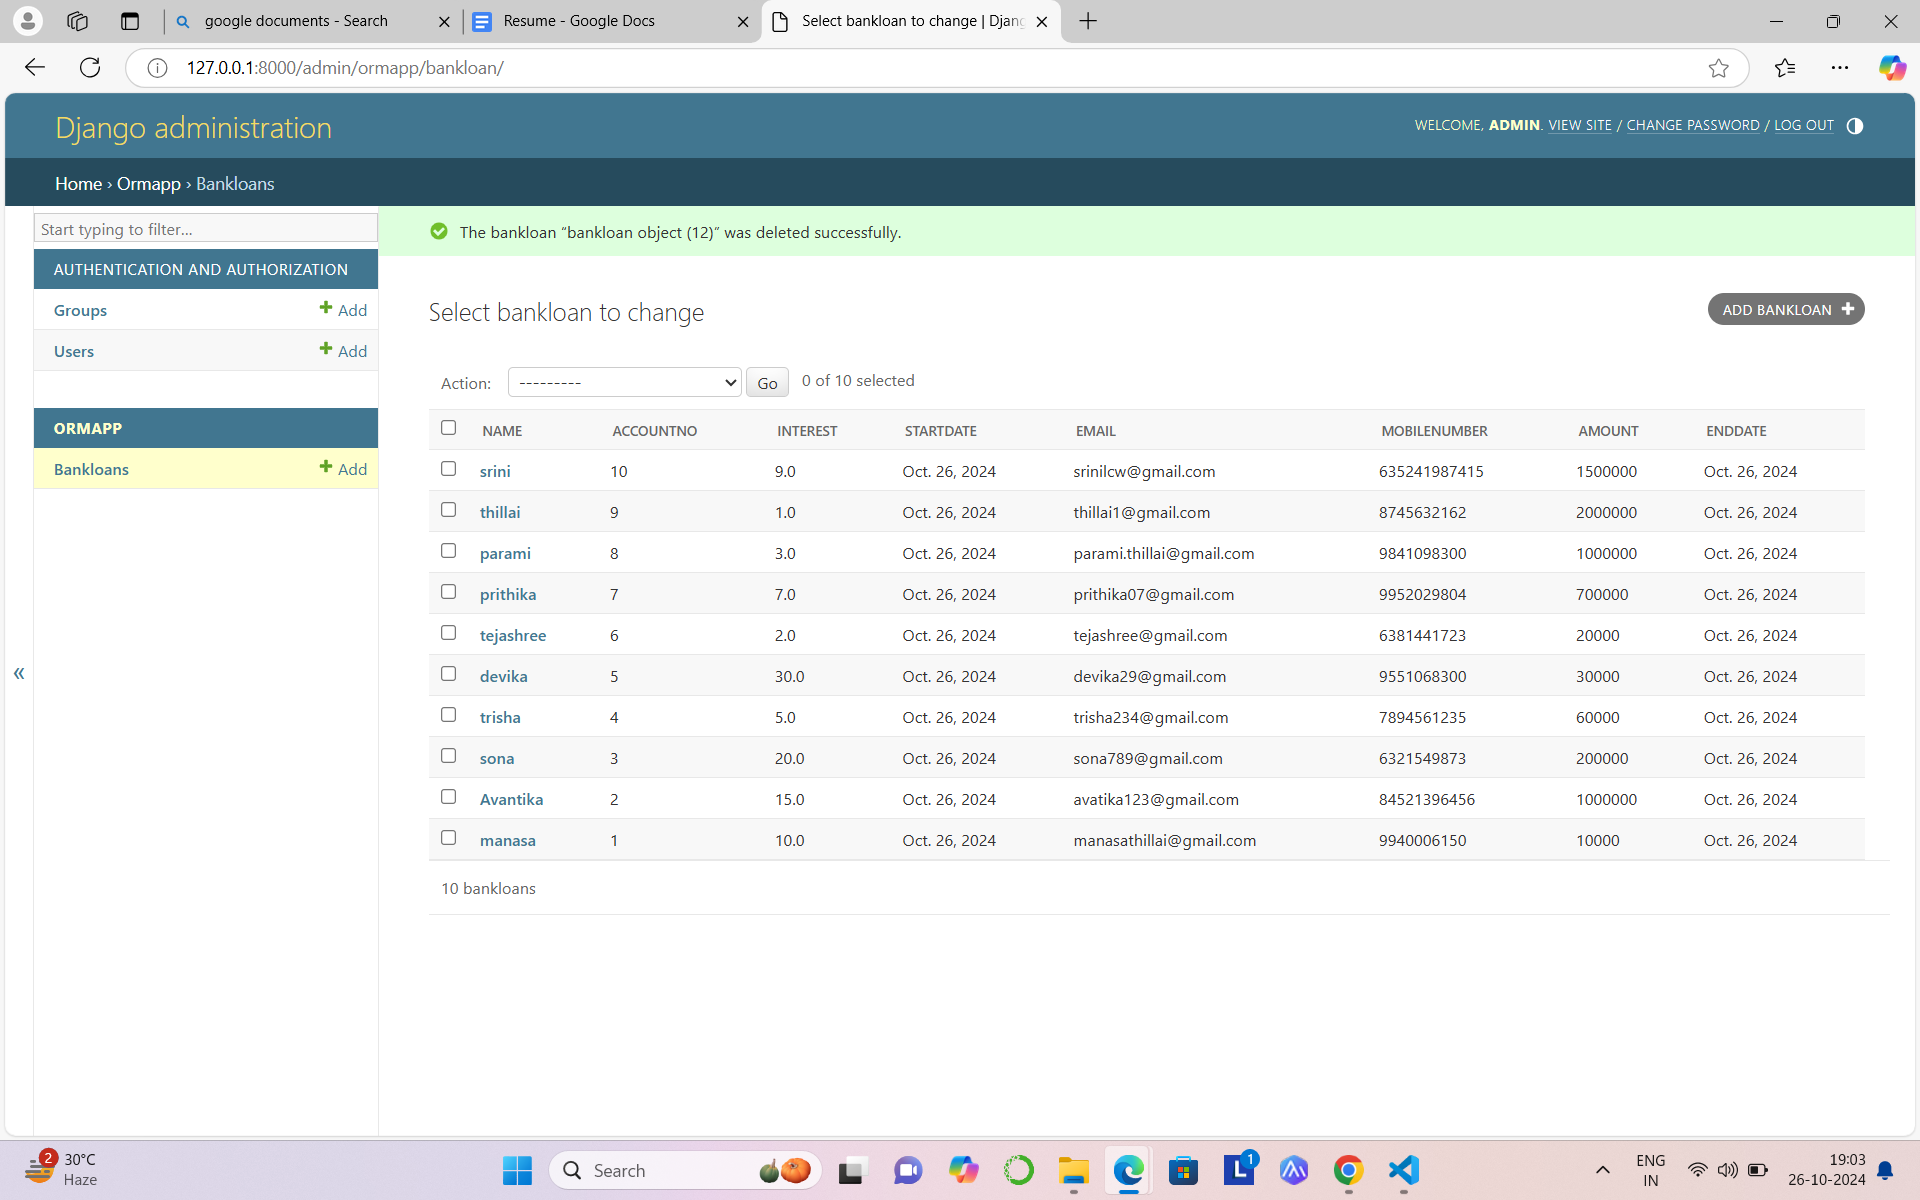 google documents - Search
Resume - Google Docs
Select bankloan to change | Djang
127.0.0.1:8000/admin/ormapp/bankloan/
Django administration
WELCOME, ADMIN. VIEW SITE / CHANGE PASSWORD / LOG OUT
Home › Ormapp › Bankloans
Start typing to filter...
AUTHENTICATION AND AUTHORIZATION
Groups Add
Users Add
ORMAPP
Bankloans Add
«
The bankloan “bankloan object (12)” was deleted successfully.
Select bankloan to change
ADD BANKLOAN
Action: --------- Go 0 of 10 selected
NAME ACCOUNTNO INTEREST STARTDATE EMAIL MOBILENUMBER AMOUNT ENDDATE
srini 10 9.0 Oct. 26, 2024 srinilcw@gmail.com 635241987415 1500000 Oct. 26, 2024
thillai 9 1.0 Oct. 26, 2024 thillai1@gmail.com 8745632162 2000000 Oct. 26, 2024
parami 8 3.0 Oct. 26, 2024 parami.thillai@gmail.com 9841098300 1000000 Oct. 26, 2024
prithika 7 7.0 Oct. 26, 2024 prithika07@gmail.com 9952029804 700000 Oct. 26, 2024
tejashree 6 2.0 Oct. 26, 2024 tejashree@gmail.com 6381441723 20000 Oct. 26, 2024
devika 5 30.0 Oct. 26, 2024 devika29@gmail.com 9551068300 30000 Oct. 26, 2024
trisha 4 5.0 Oct. 26, 2024 trisha234@gmail.com 7894561235 60000 Oct. 26, 2024
sona 3 20.0 Oct. 26, 2024 sona789@gmail.com 6321549873 200000 Oct. 26, 2024
Avantika 2 15.0 Oct. 26, 2024 avatika123@gmail.com 84521396456 1000000 Oct. 26, 2024
manasa 1 10.0 Oct. 26, 2024 manasathillai@gmail.com 9940006150 10000 Oct. 26, 2024
10 bankloans
2
30°C
Haze
Search
L
1
ENG
IN
19:03
26-10-2024